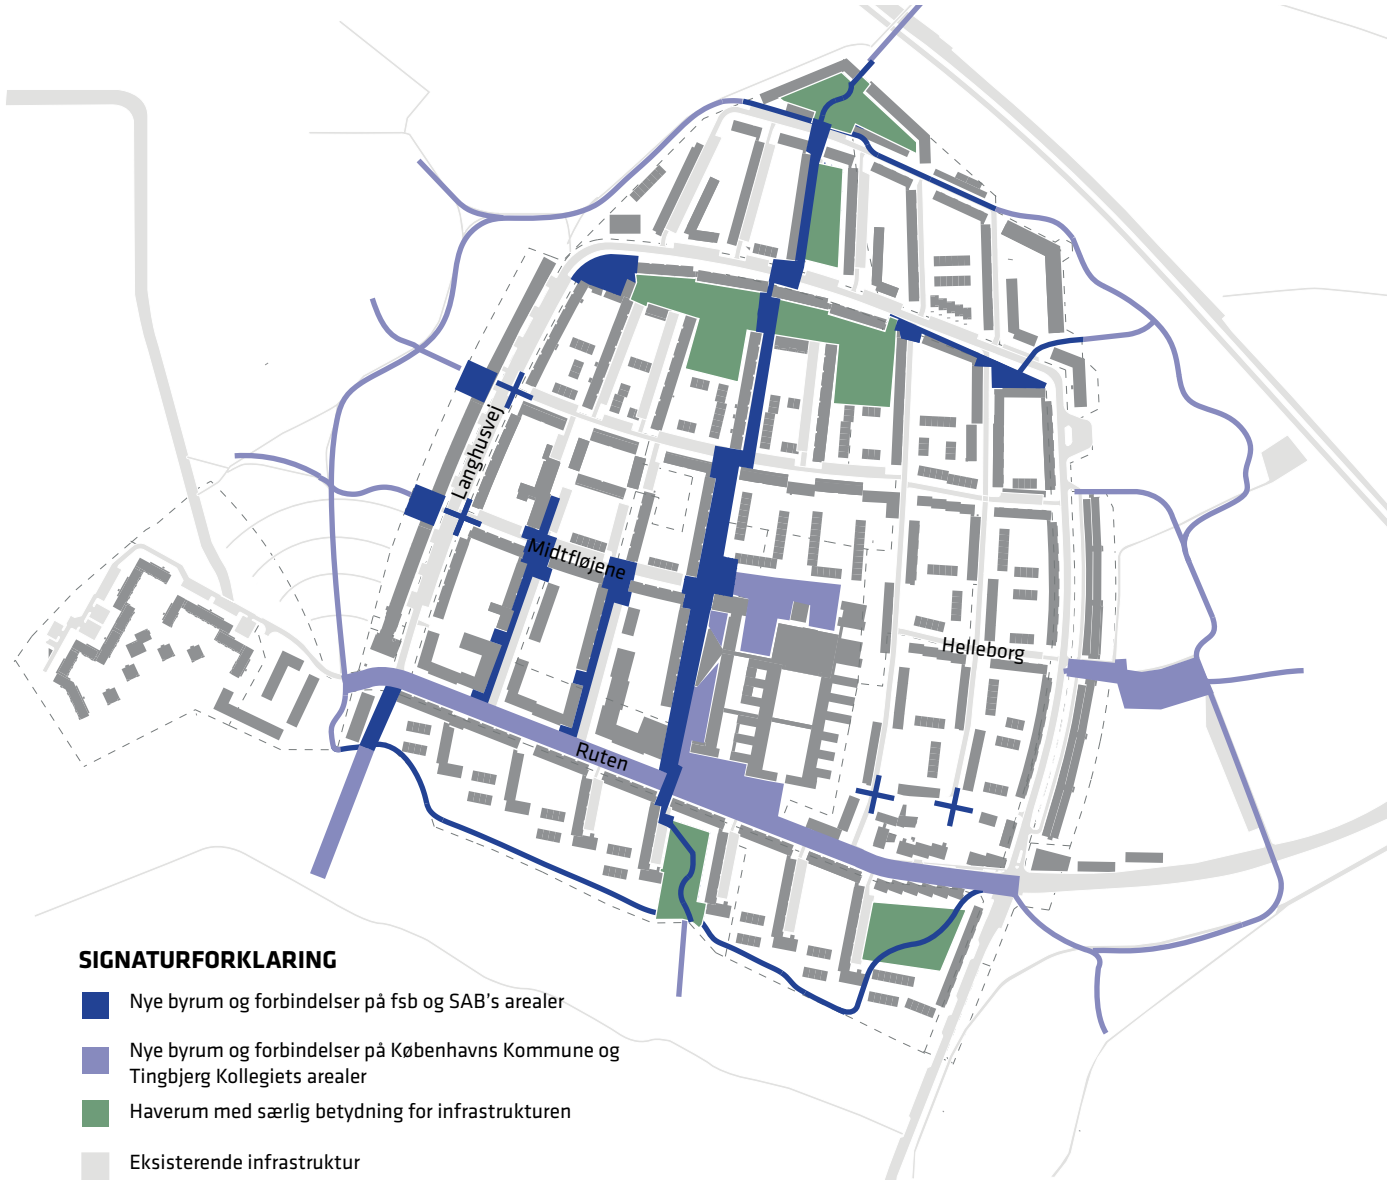 Langhusvej
Midtfløjene
Helleborg
Ruten
SIGNATURFORKLARING
Nye byrum og forbindelser på fsb og SAB's arealer
Nye byrum og forbindelser på Københavns Kommune og
Tingbjerg Kollegiets arealer
Haverum med særlig betydning for infrastrukturen
Eksisterende infrastruktur